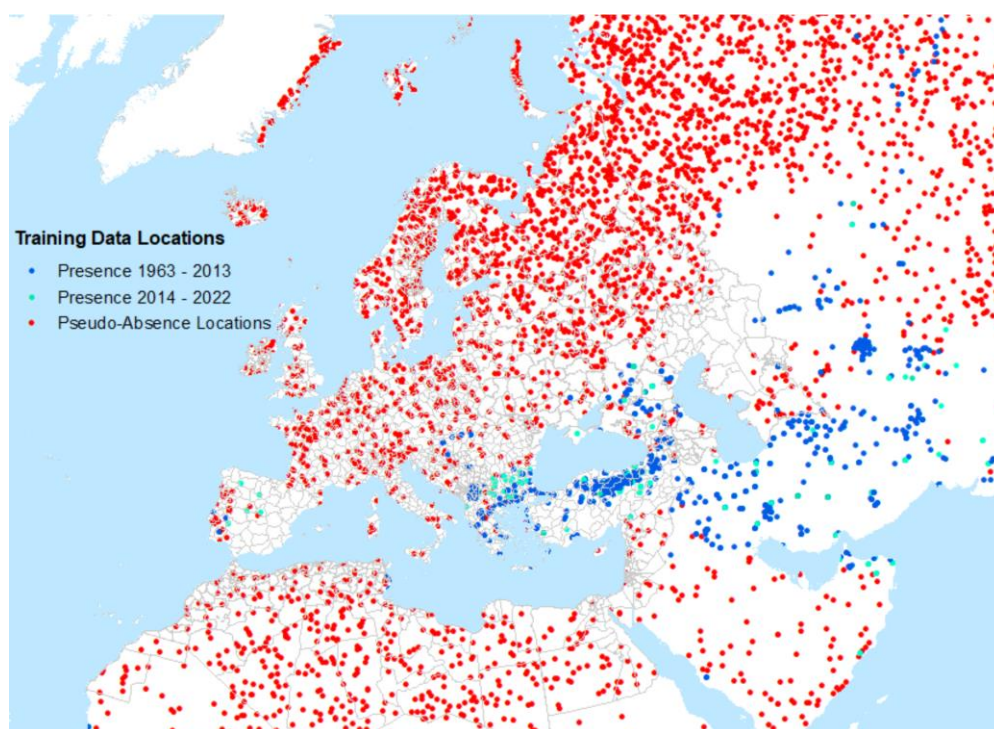 Training Data Locations
Presence 1963 - 2013
Presence 2014 - 2022
Pseudo-Absence Locations